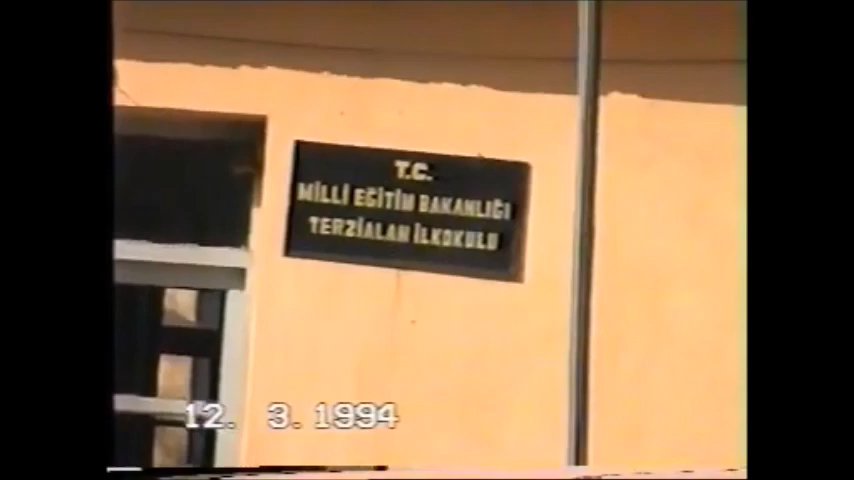 T.C.
MİLLİ EĞİTİM BAKANLIĞI
TERZİALAN İLKOKULU
12. 3. 1994